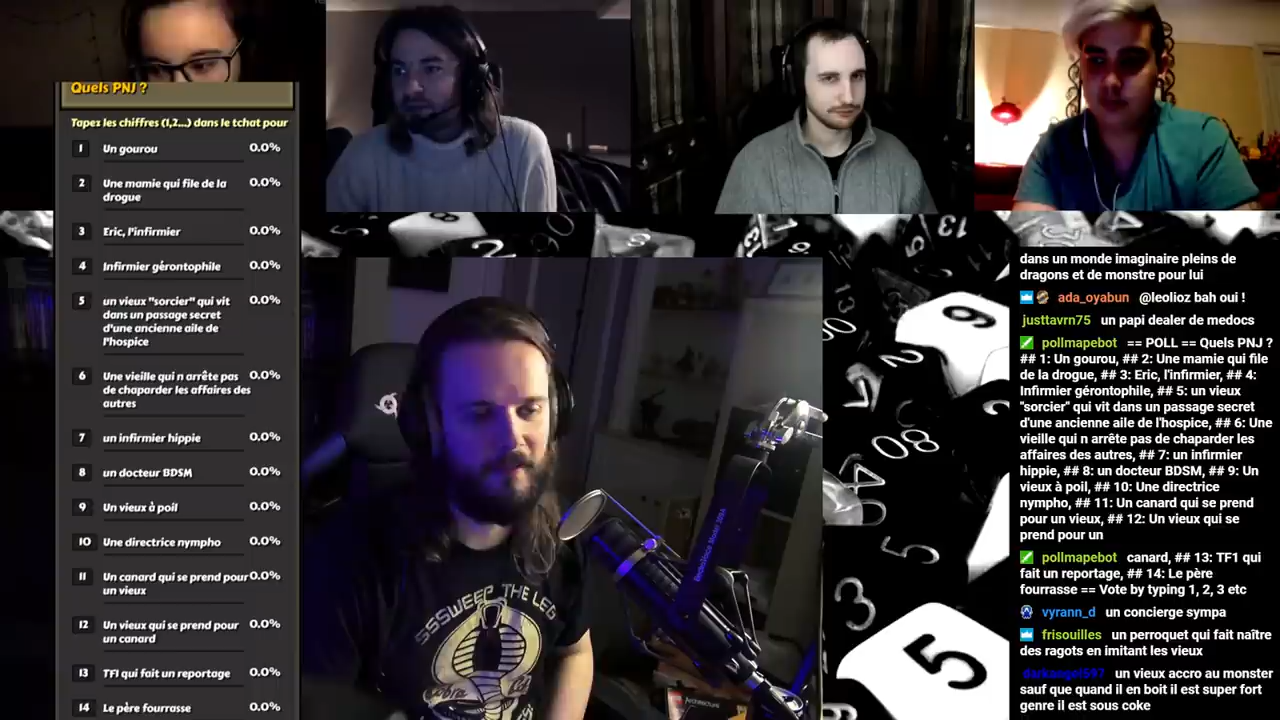 Quels PNJ ?
Tapez les chiffres (1,2...) dans le tchat pour
1 Un gourou 0.0%
2 Une mamie qui file de la 0.0%
drogue
3 Eric, l'infirmier 0.0%
4 Infirmier gérontophile 0.0%
5 un vieux "sorcier" qui vit 0.0%
dans un passage secret
d'une ancienne aile de
l'hospice
6 Une vieille qui n arrête pas 0.0%
de chaparder les affaires des
autres
7 un infirmier hippie 0.0%
8 un docteur BDSM 0.0%
9 Un vieux à poil 0.0%
10 Une directrice nympho 0.0%
11 Un canard qui se prend pour 0.0%
un vieux
12 Un vieux qui se prend pour 0.0%
un canard
13 TF1 qui fait un reportage 0.0%
14 Le père fourrasse 0.0%
SSSWEEP THE LEG
Cobra
dans un monde imaginaire pleins de
dragons et de monstre pour lui
ada_oyabun @leolioz bah oui !
justtavrn75 un papi dealer de medocs
pollmapebot == POLL == Quels PNJ ?
## 1: Un gourou, ## 2: Une mamie qui file
de la drogue, ## 3: Eric, l'infirmier, ## 4:
Infirmier gérontophile, ## 5: un vieux
"sorcier" qui vit dans un passage secret
d'une ancienne aile de l'hospice, ## 6: Une
vieille qui n arrête pas de chaparder les
affaires des autres, ## 7: un infirmier
hippie, ## 8: un docteur BDSM, ## 9: Un
vieux à poil, ## 10: Une directrice
nympho, ## 11: Un canard qui se prend
pour un vieux, ## 12: Un vieux qui se
prend pour un
pollmapebot canard, ## 13: TF1 qui
fait un reportage, ## 14: Le père
fourrasse == Vote by typing 1, 2, 3 etc
vyrann_d un concierge sympa
frisouilles un perroquet qui fait naître
des ragots en imitant les vieux
darkangel597 un vieux accro au monster
sauf que quand il en boit il est super fort
genre il est sous coke